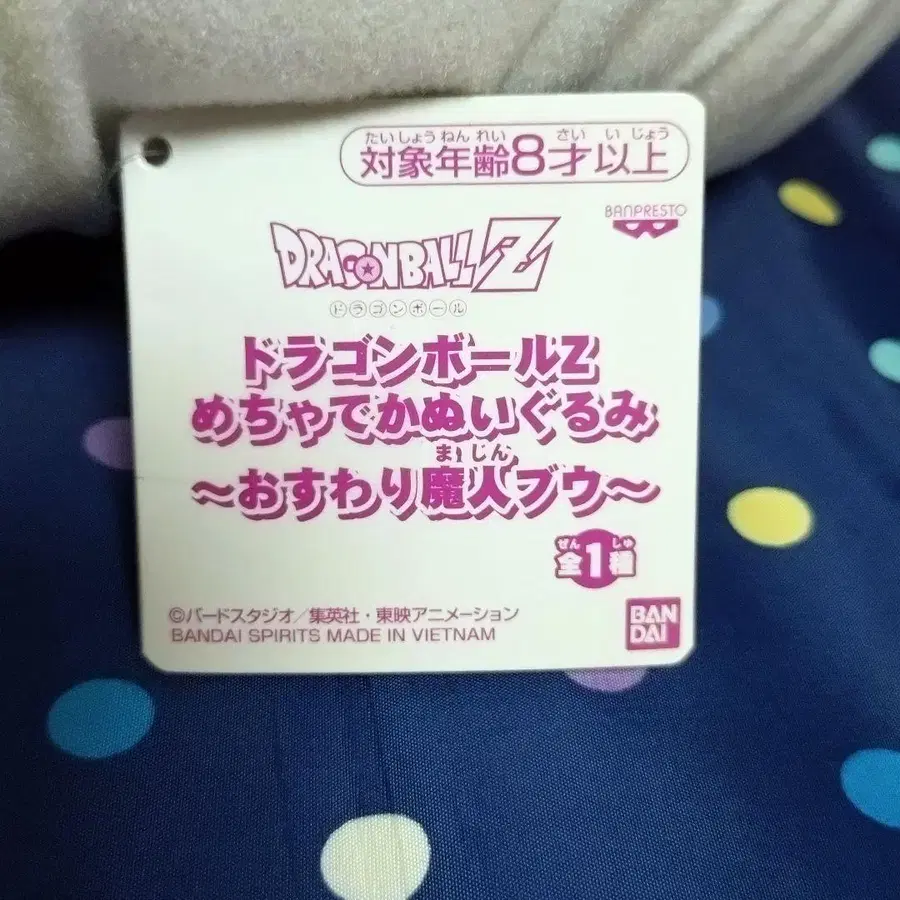 たいしょうねんれい さい いじょう
対象年齢8才以上
BANPRESTO
DRAGONBALL Z
ドラゴンボール
ドラゴンボールZ
めちゃでかぬいぐるみ
まじん
～おすわり魔人ブウ～
ぜん しゅ
全1種
©バードスタジオ／集英社・東映アニメーション
BANDAI SPIRITS MADE IN VIETNAM
BAN
DAI